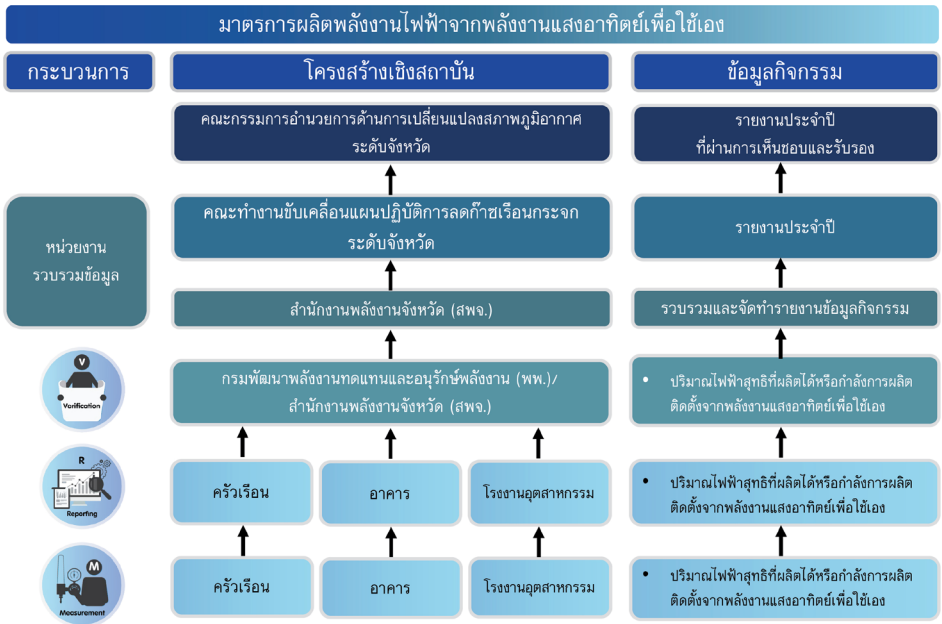 มาตรการผลิตพลังงานไฟฟ้าจากพลังงานแสงอาทิตย์เพื่อใช้เอง
กระบวนการ
โครงสร้างเชิงสถาบัน
ข้อมูลกิจกรรม
คณะกรรมการอำนวยการด้านการเปลี่ยนแปลงสภาพภูมิอากาศ
ระดับจังหวัด
รายงานประจำปี
ที่ผ่านการเห็นชอบและรับรอง
หน่วยงาน
รวบรวมข้อมูล
คณะทำงานขับเคลื่อนแผนปฏิบัติการลดก๊าซเรือนกระจก
ระดับจังหวัด
รายงานประจำปี
สำนักงานพลังงานจังหวัด (สพจ.)
รวบรวมและจัดทำรายงานข้อมูลกิจกรรม
V
Verification
กรมพัฒนาพลังงานทดแทนและอนุรักษ์พลังงาน (พพ.)/
สำนักงานพลังงานจังหวัด (สพจ.)
• ปริมาณไฟฟ้าสุทธิที่ผลิตได้หรือกำลังการผลิต
ติดตั้งจากพลังงานแสงอาทิตย์เพื่อใช้เอง
R
Reporting
ครัวเรือน
อาคาร
โรงงานอุตสาหกรรม
• ปริมาณไฟฟ้าสุทธิที่ผลิตได้หรือกำลังการผลิต
ติดตั้งจากพลังงานแสงอาทิตย์เพื่อใช้เอง
M
Measurement
ครัวเรือน
อาคาร
โรงงานอุตสาหกรรม
• ปริมาณไฟฟ้าสุทธิที่ผลิตได้หรือกำลังการผลิต
ติดตั้งจากพลังงานแสงอาทิตย์เพื่อใช้เอง